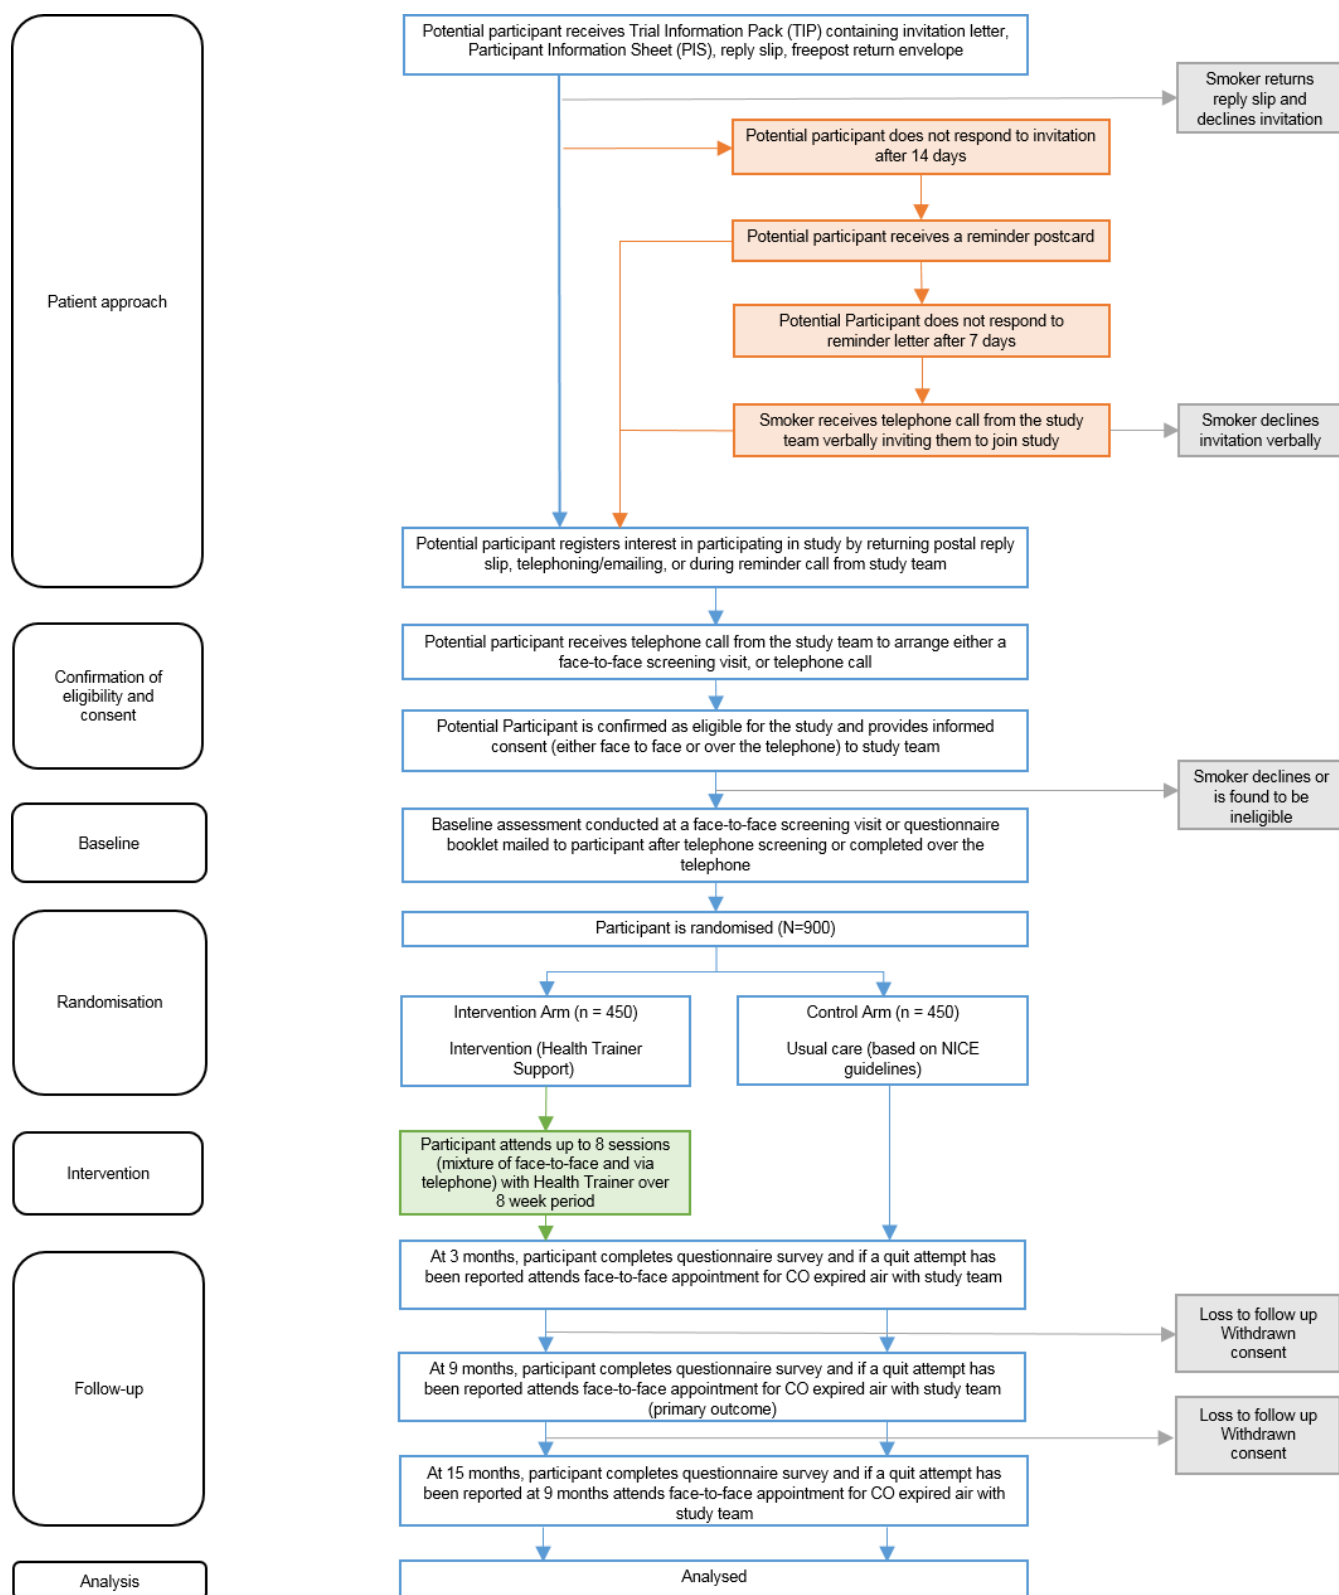 Potential participant receives Trial Information Pack (TIP) containing invitation letter,
Participant Information Sheet (PIS), reply slip, freepost return envelope
Smoker returns
reply slip and
declines invitation
Potential participant does not respond to invitation
after 14 days
Potential participant receives a reminder postcard
Patient approach
Potential Participant does not respond to
reminder letter after 7 days
Smoker receives telephone call from the study
team verbally inviting them to join study
Smoker declines
invitation verbally
Potential participant registers interest in participating in study by returning postal reply
slip, telephoning/emailing, or during reminder call from study team
Confirmation of
eligibility and
consent
Potential participant receives telephone call from the study team to arrange either a
face-to-face screening visit, or telephone call
Potential Participant is confirmed as eligible for the study and provides informed
consent (either face to face or over the telephone) to study team
Smoker declines or
is found to be
ineligible
Baseline
Baseline assessment conducted at a face-to-face screening visit or questionnaire
booklet mailed to participant after telephone screening or completed over the
telephone
Participant is randomised (N=900)
Randomisation
Intervention Arm (n = 450)
Intervention (Health Trainer
Support)
Control Arm (n = 450)
Usual care (based on NICE
guidelines)
Intervention
Participant attends up to 8 sessions
(mixture of face-to-face and via
telephone) with Health Trainer over
8 week period
At 3 months, participant completes questionnaire survey and if a quit attempt has
been reported attends face-to-face appointment for CO expired air with study team
Loss to follow up
Withdrawn
consent
Follow-up
At 9 months, participant completes questionnaire survey and if a quit attempt has
been reported attends face-to-face appointment for CO expired air with study team
(primary outcome)
Loss to follow up
Withdrawn
consent
At 15 months, participant completes questionnaire survey and if a quit attempt has
been reported at 9 months attends face-to-face appointment for CO expired air with
study team
Analysis
Analysed